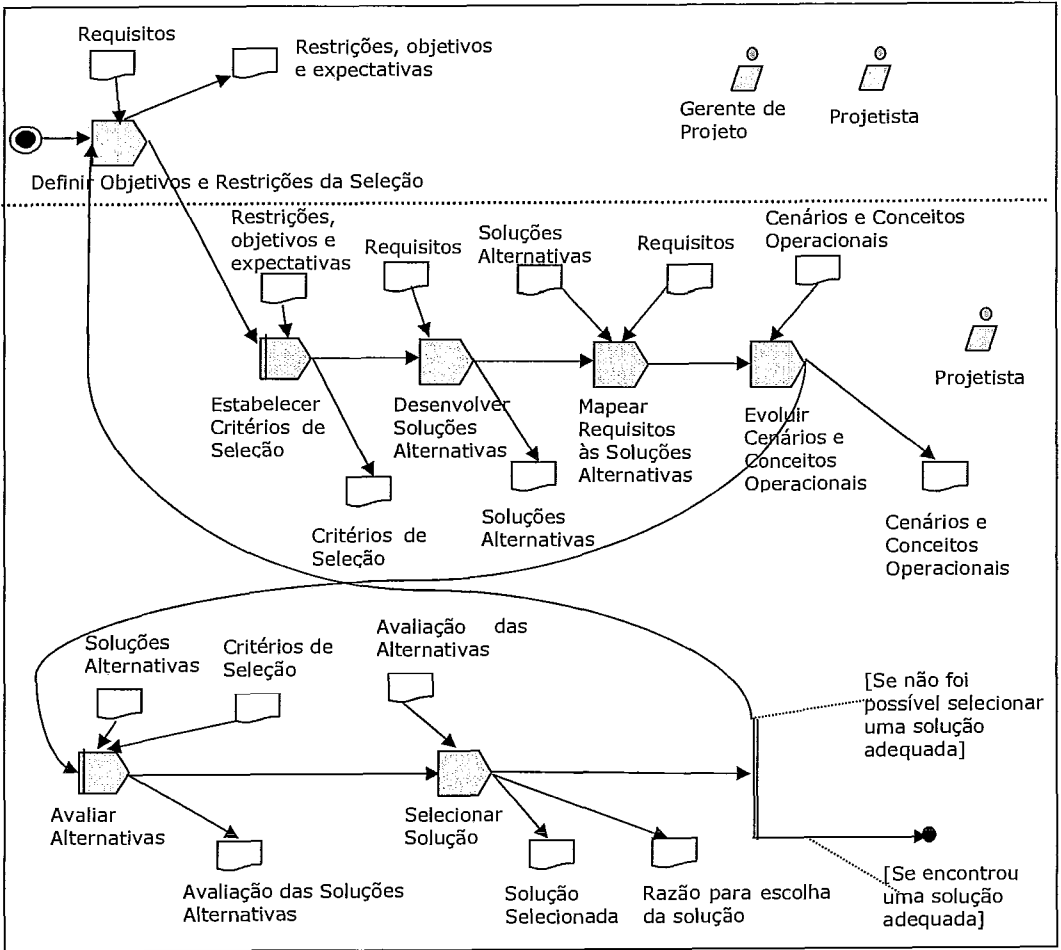 Requisitos
Restrições, objetivos
e expectativas
Gerente de
Projeto
Projetista
Definir Objetivos e Restrições da Seleção
Restrições,
objetivos e
expectativas
Requisitos
Soluções
Alternativas
Requisitos
Cenários e Conceitos
Operacionais
Projetista
Estabelecer
Critérios de
Seleção
Desenvolver
Soluções
Alternativas
Mapear
Requisitos
às Soluções
Alternativas
Evoluir
Cenários e
Conceitos
Operacionais
Critérios de
Seleção
Soluções
Alternativas
Cenários e
Conceitos
Operacionais
Soluções
Alternativas
Critérios de
Seleção
Avaliação das
Alternativas
[Se não foi
possível selecionar
uma solução
adequada]
Avaliar
Alternativas
Selecionar
Solução
Avaliação das Soluções
Alternativas
Solução
Selecionada
Razão para escolha
da solução
[Se encontrou
uma solução
adequada]